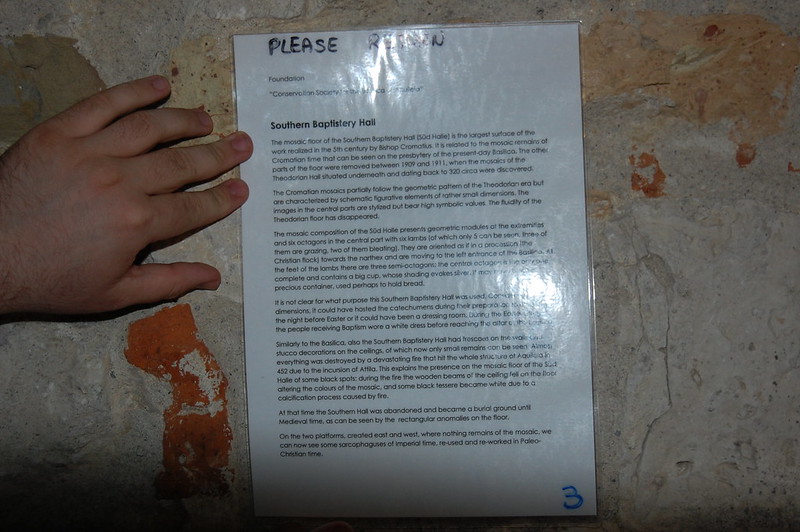 PLEASE RETURN
Foundation
"Conservation Society
Southern Baptistery Hall
The mosaic floor of the Southern Baptistery Hall (Süd Halle) is the largest surface of the
work realized in the 5th century by Bishop Cromatius. It is related to the mosaic remains of
Cromatian time that can be seen on the presbytery of the present-day Basilica. The other
parts of the floor were removed between 1909 and 1911, when the mosaics of the
Theodorian Hall situated underneath and dating back to 320 circa were discovered.
The Cromatian mosaics partially follow the geometric pattern of the Theodorian era but
are characterized by schematic figurative elements of rather small dimensions. The
images in the central parts are stylized but bear high symbolic values. The fluidity of the
Theodorian floor has disappeared.
The mosaic composition of the Süd Halle presents geometric modules at the extremities
and six octagons in the central part with six lambs (of which only 5 can be seen, three of
them are grazing, two of them bleating). They are oriented as if in a procession (the
Christian flock) towards the narthex and are moving to the left entrance of the basilica. At
the feet of the lambs there are three semi-octagons: the central octagon is
complete and contains a big cup, whose shading evokes silver. It may
precious container, used perhaps to hold bread.
It is not clear for what purpose this Southern Baptistery Hall was used.
dimensions, it could have hosted the catechumens during their preparation
the night before Easter or it could have been a dressing room. During the
the people receiving Baptism wore a white dress before reaching the altar
Similarly to the Basilica, also the Southern Baptistery Hall has frescous on the walls and
stucco decorations on the ceilings, of which now only small remains can be seen. Almost
everything was destroyed by a devastating fire that hit the whole structure of Aquileia in
452 due to the incursion of Attila. This explains the presence on the mosaic floor of the Süd
Halle of some black spots: during the fire the wooden beams of the ceiling fell on the floor
altering the colours of the mosaic, and some black tessere became white due to a
calcification process caused by fire.
At that time the Southern Hall was abandoned and became a burial ground until
Medieval time, as can be seen by the rectangular anomalies on the floor.
On the two platforms, created east and west, where nothing remains of the mosaic, we
can now see some sarcophaguses of imperial time, re-used and re-worked in Paleo-
Christian time.
3